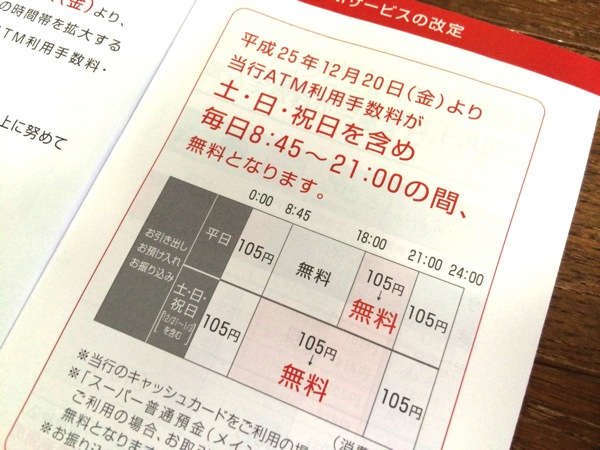 (金)より、
の時間帯を拡大する
ATM利用手数料・
上に努めて
サービスの改定
平成25年12月20日(金)より
当行ATM利用手数料が
土・日・祝日を含め
毎日8:45～21:00の間、
無料となります。
0:00 8:45 18:00 21:00 24:00
お引き出し
お預け入れ
お振り込み
平日 105円 無料 105円→無料 105円
土・日・祝日
[12/31～1/3を含む]
105円 105円→無料 105円
※当行のキャッシュカードをご利用の場
(消費
※「スーパー普通預金(メイン
ご利用の場合、お取引
無料となりま
※お振り込